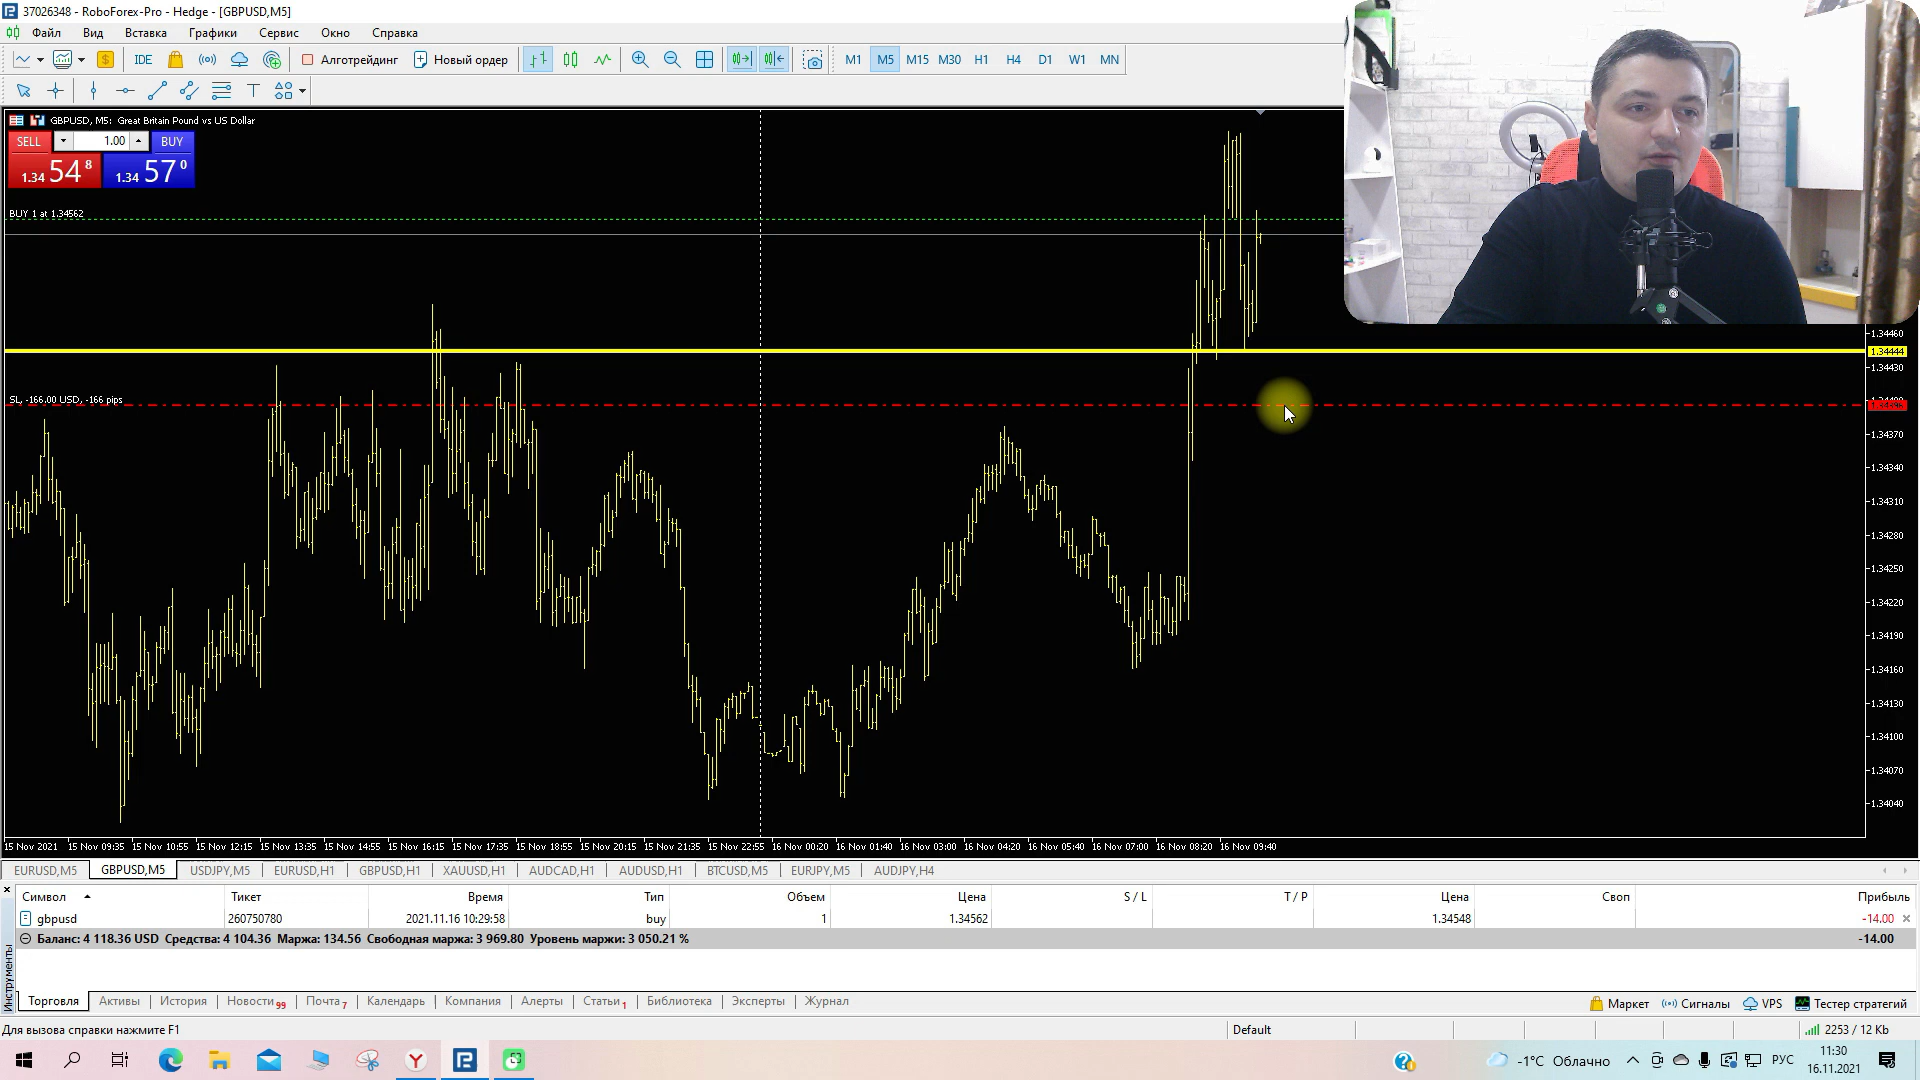 37026348 - RoboForex-Pro - Hedge - [GBPUSD,M5]
Файл Вид Вставка Графики Сервис Окно Справка
IDE Алготрейдинг Новый ордер M1 M5 M15 M30 H1 H4 D1 W1 MN
GBPUSD, M5: Great Britain Pound vs US Dollar
SELL 1.00 BUY
1.34 54 8 1.34 57 0
BUY 1 at 1.34562
1.34460
1.34444
1.34430
SL, -166.00 USD, -166 pips
1.34370
1.34340
1.34310
1.34280
1.34250
1.34220
1.34190
1.34160
1.34130
1.34100
1.34070
1.34040
15 Nov 2021 15 Nov 09:35 15 Nov 10:55 15 Nov 12:15 15 Nov 13:35 15 Nov 14:55 15 Nov 16:15 15 Nov 17:35 15 Nov 18:55 15 Nov 20:15 15 Nov 21:35 15 Nov 22:55 16 Nov 00:20 16 Nov 01:40 16 Nov 03:00 16 Nov 04:20 16 Nov 05:40 16 Nov 07:00 16 Nov 08:20 16 Nov 09:40
EURUSD,M5 GBPUSD,M5 USDJPY,M5 EURUSD,H1 GBPUSD,H1 XAUUSD,H1 AUDCAD,H1 AUDUSD,H1 BTCUSD,M5 EURJPY,M5 AUDJPY,H4
Символ Тикет Время Тип Объем Цена S / L T / P Цена Своп Прибыль
gbpusd 260750780 2021.11.16 10:29:58 buy 1 1.34562 1.34548 -14.00
Баланс: 4 118.36 USD Средства: 4 104.36 Маржа: 134.56 Свободная маржа: 3 969.80 Уровень маржи: 3 050.21 % -14.00
Инструменты
Торговля Активы История Новости 99 Почта 7 Календарь Компания Алерты Статьи 1 Библиотека Эксперты Журнал Маркет Сигналы VPS Тестер стратегий
Для вызова справки нажмите F1 Default 2253 / 12 Kb
-1°C Облачно РУС 11:30
16.11.2021